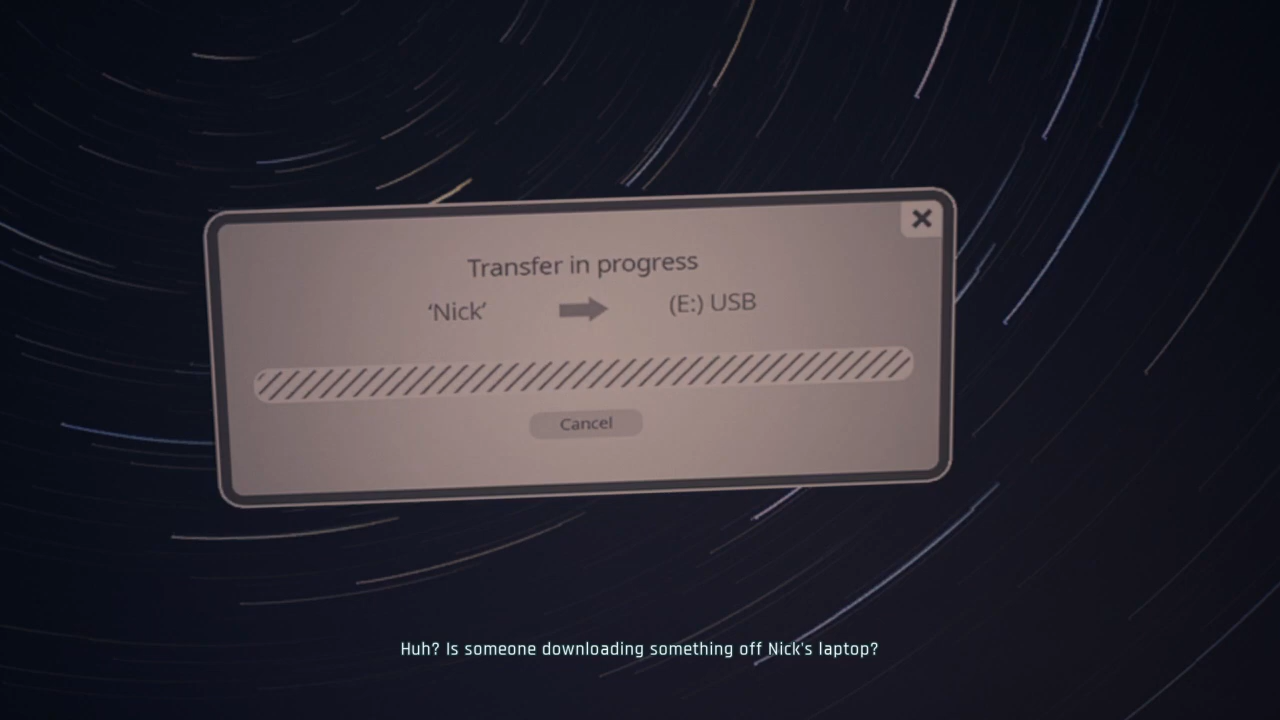 Transfer in progress
‘Nick’ (E:) USB
Cancel
Huh? Is someone downloading something off Nick's laptop?